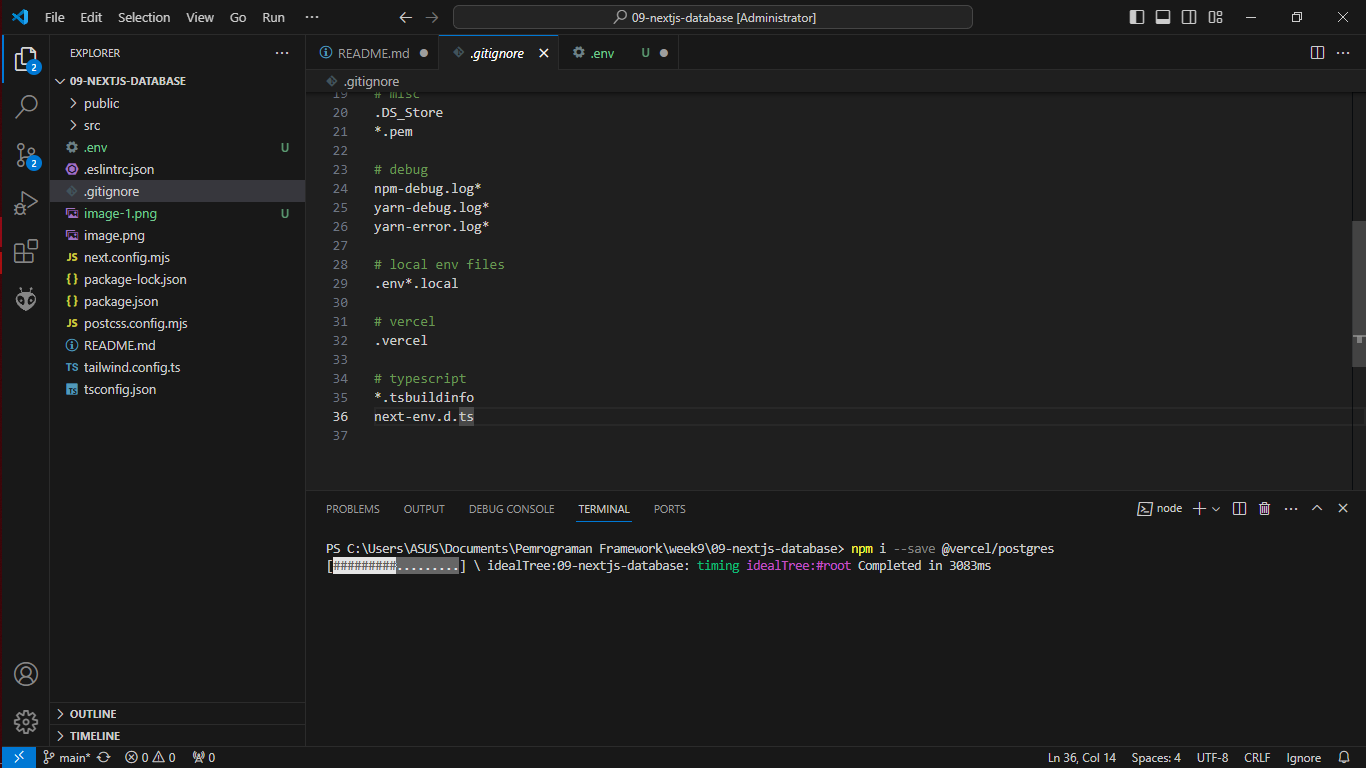 File Edit Selection View Go Run ···
09-nextjs-database [Administrator]
2
2
EXPLORER ···
09-NEXTJS-DATABASE
public
src
.env U
.eslintrc.json
.gitignore
image-1.png U
image.png
JS next.config.mjs
{} package-lock.json
{} package.json
JS postcss.config.mjs
README.md
TS tailwind.config.ts
TS tsconfig.json
OUTLINE
TIMELINE
README.md
.gitignore
.env U
···
.gitignore
19 # misc
20 .DS_Store
21 *.pem
22
23 # debug
24 npm-debug.log*
25 yarn-debug.log*
26 yarn-error.log*
27
28 # local env files
29 .env*.local
30
31 # vercel
32 .vercel
33
34 # typescript
35 *.tsbuildinfo
36 next-env.d.ts
37
PROBLEMS OUTPUT DEBUG CONSOLE TERMINAL PORTS
node ···
PS C:\Users\ASUS\Documents\Pemrograman Framework\week9\09-nextjs-database> npm i --save @vercel/postgres
[#########.........] \ idealTree:09-nextjs-database: timing idealTree:#root Completed in 3083ms
main* 0 0 0
Ln 36, Col 14 Spaces: 4 UTF-8 CRLF Ignore